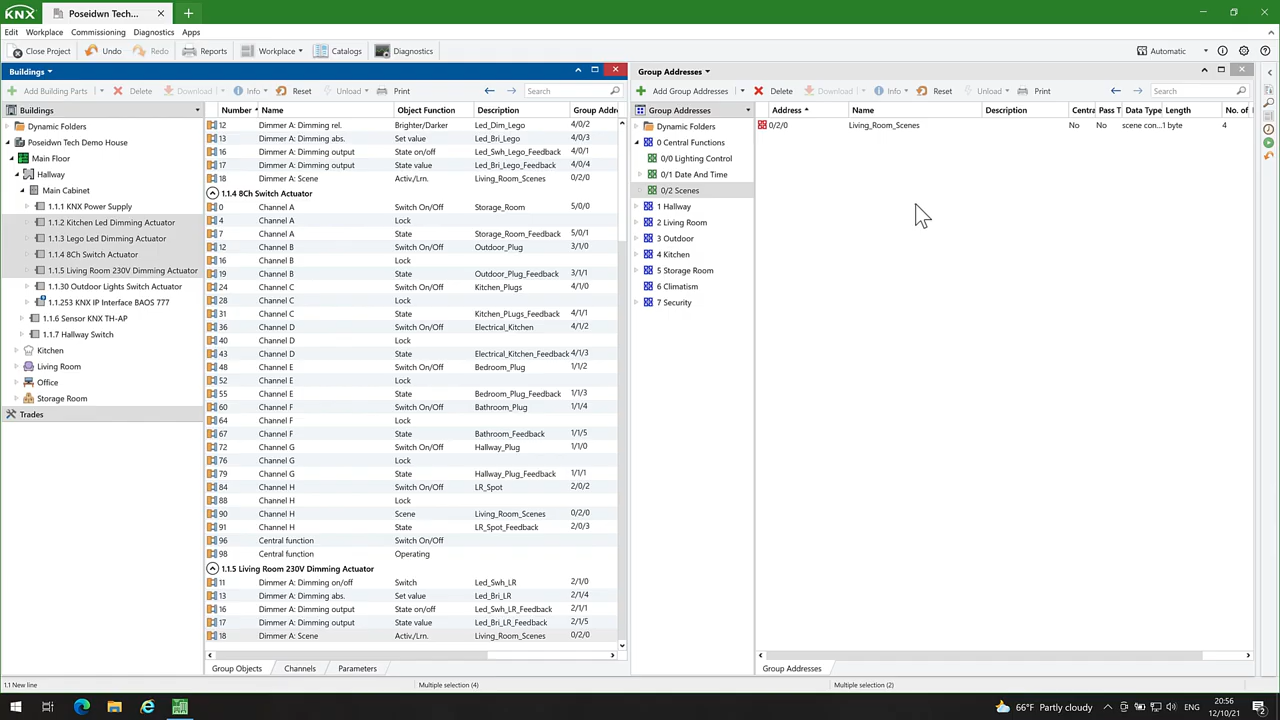 KNX
Poseidwn Tech...
Edit Workplace Commissioning Diagnostics Apps
Close Project Undo Redo Reports Workplace Catalogs Diagnostics Automatic
Buildings
Add Building Parts Delete Download Info Reset Unload Print Search
Buildings
Dynamic Folders
Poseidwn Tech Demo House
Main Floor
Hallway
Main Cabinet
1.1.1 KNX Power Supply
1.1.2 Kitchen Led Dimming Actuator
1.1.3 Lego Led Dimming Actuator
1.1.4 8Ch Switch Actuator
1.1.5 Living Room 230V Dimming Actuator
1.1.30 Outdoor Lights Switch Actuator
1.1.253 KNX IP Interface BAOS 777
1.1.6 Sensor KNX TH-AP
1.1.7 Hallway Switch
Kitchen
Living Room
Office
Storage Room
Trades
Number Name Object Function Description Group Addr
12 Dimmer A: Dimming rel. Brighter/Darker Led_Dim_Lego 4/0/2
13 Dimmer A: Dimming abs. Set value Led_Bri_Lego 4/0/3
16 Dimmer A: Dimming output State on/off Led_Swh_Lego_Feedback 4/0/1
17 Dimmer A: Dimming output State value Led_Bri_Lego_Feedback 4/0/4
18 Dimmer A: Scene Activ./Lrn. Living_Room_Scenes 0/2/0
1.1.4 8Ch Switch Actuator
0 Channel A Switch On/Off Storage_Room 5/0/0
4 Channel A Lock
7 Channel A State Storage_Room_Feedback 5/0/1
12 Channel B Switch On/Off Outdoor_Plug 3/1/0
16 Channel B Lock
19 Channel B State Outdoor_Plug_Feedback 3/1/1
24 Channel C Switch On/Off Kitchen_Plugs 4/1/0
28 Channel C Lock
31 Channel C State Kitchen_PLugs_Feedback 4/1/1
36 Channel D Switch On/Off Electrical_Kitchen 4/1/2
40 Channel D Lock
43 Channel D State Electrical_Kitchen_Feedback 4/1/3
48 Channel E Switch On/Off Bedroom_Plug 1/1/2
52 Channel E Lock
55 Channel E State Bedroom_Plug_Feedback 1/1/3
60 Channel F Switch On/Off Bathroom_Plug 1/1/4
64 Channel F Lock
67 Channel F State Bathroom_Feedback 1/1/5
72 Channel G Switch On/Off Hallway_Plug 1/1/0
76 Channel G Lock
79 Channel G State Hallway_Plug_Feedback 1/1/1
84 Channel H Switch On/Off LR_Spot 2/0/2
88 Channel H Lock
90 Channel H Scene Living_Room_Scenes 0/2/0
91 Channel H State LR_Spot_Feedback 2/0/3
96 Central function Switch On/Off
98 Central function Operating
1.1.5 Living Room 230V Dimming Actuator
11 Dimmer A: Dimming on/off Switch Led_Swh_LR 2/1/0
13 Dimmer A: Dimming abs. Set value Led_Bri_LR 2/1/4
16 Dimmer A: Dimming output State on/off Led_Swh_LR_Feedback 2/1/1
17 Dimmer A: Dimming output State value Led_Bri_LR_Feedback 2/1/5
18 Dimmer A: Scene Activ./Lrn. Living_Room_Scenes 0/2/0
Group Objects Channels Parameters
Group Addresses
Add Group Addresses Delete Download Info Reset Unload Print Search
Group Addresses
Dynamic Folders
0 Central Functions
0/0 Lighting Control
0/1 Date And Time
0/2 Scenes
1 Hallway
2 Living Room
3 Outdoor
4 Kitchen
5 Storage Room
6 Climatism
7 Security
Address Name Description Centra Pass T Data Type Length No. of
0/2/0 Living_Room_Scenes No No scene con... 1 byte 4
Group Addresses
1.1 New line Multiple selection (4) Multiple selection (2)
66°F Partly cloudy ENG 20:56
12/10/21